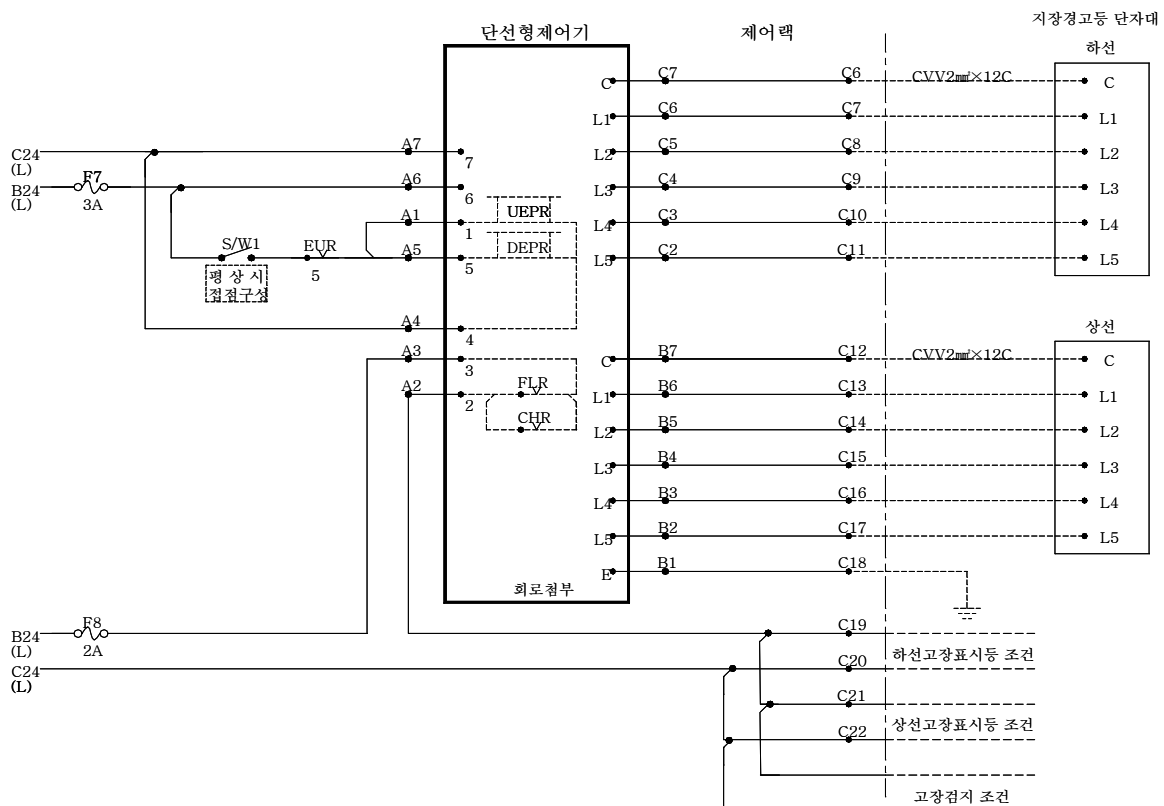 지장경고등 단자대
단선형제어기
제어랙
하선
C C7 C6 CVV2㎟×12C C
L1 C6 C7 L1
C24 (L) A7 7 L2 C5 C8 L2
B24 (L) F7 3A A6 6 L3 C4 C9 L3
UEPR
A1 1 L4 C3 C10 L4
S/W1 EUR 5 A5 5 DEPR L5 C2 C11 L5
평 상 시
접점구성
A4 4
상선
A3 3 C B7 C12 CVV2㎟×12C C
A2 2 FLR L1 B6 C13 L1
CHR L2 B5 C14 L2
L3 B4 C15 L3
L4 B3 C16 L4
L5 B2 C17 L5
E B1 C18
회로첨부
B24 (L) F8 2A C19
하선고장표시등 조건
C24 (L) C20
C21
상선고장표시등 조건
C22
고장검지 조건